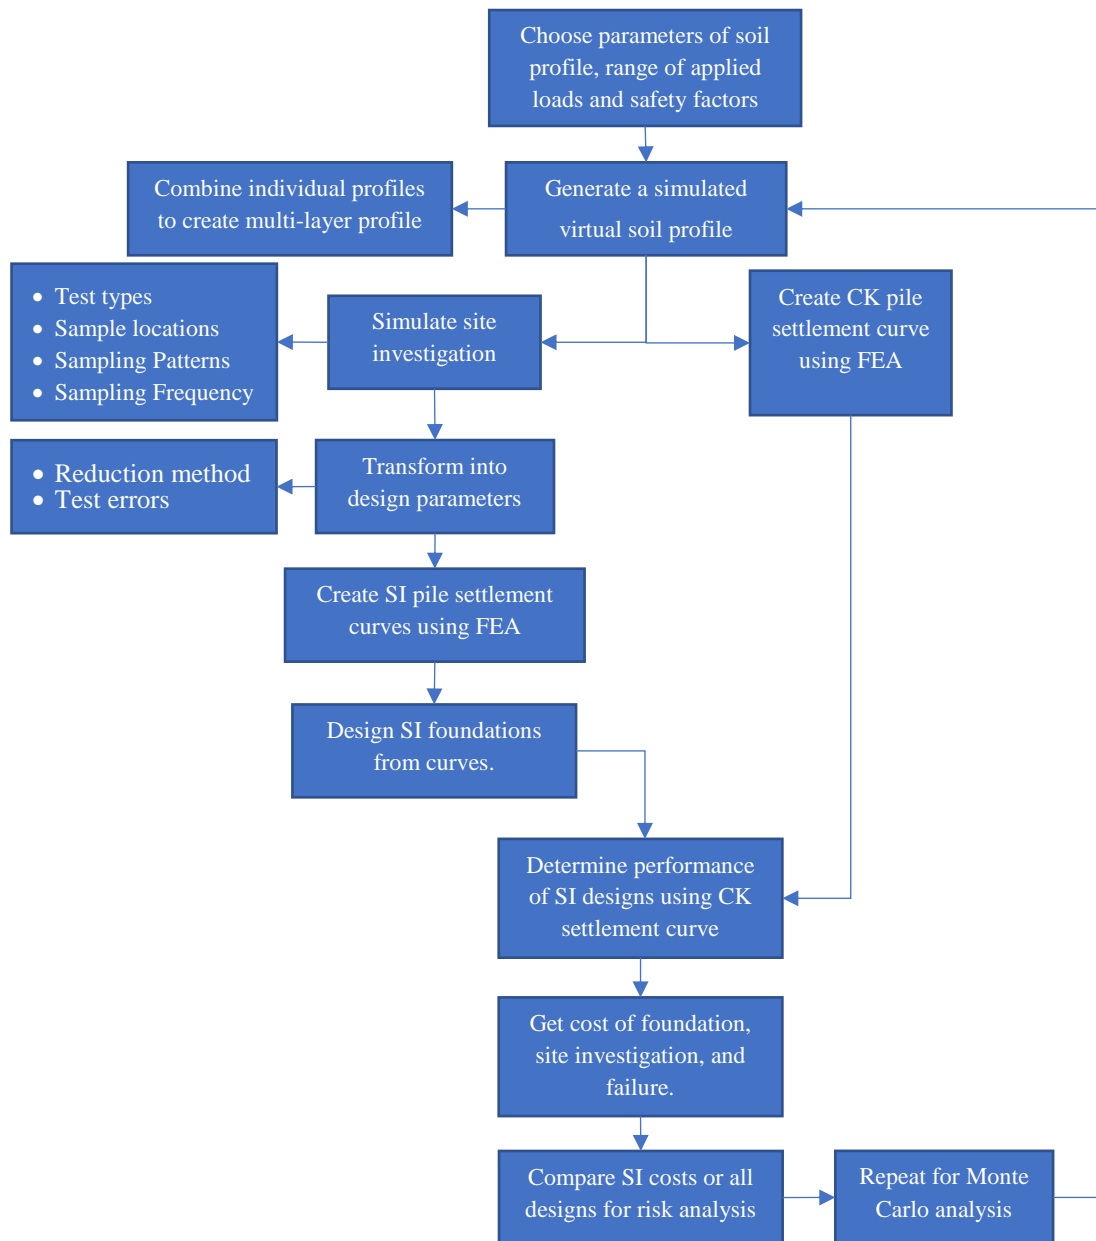 Choose parameters of soil
profile, range of applied
loads and safety factors
Combine individual profiles
to create multi-layer profile
Generate a simulated
virtual soil profile
• Test types
• Sample locations
• Sampling Patterns
• Sampling Frequency
Simulate site
investigation
Create CK pile
settlement curve
using FEA
• Reduction method
• Test errors
Transform into
design parameters
Create SI pile settlement
curves using FEA
Design SI foundations
from curves.
Determine performance
of SI designs using CK
settlement curve
Get cost of foundation,
site investigation, and
failure.
Compare SI costs or all
designs for risk analysis
Repeat for Monte
Carlo analysis